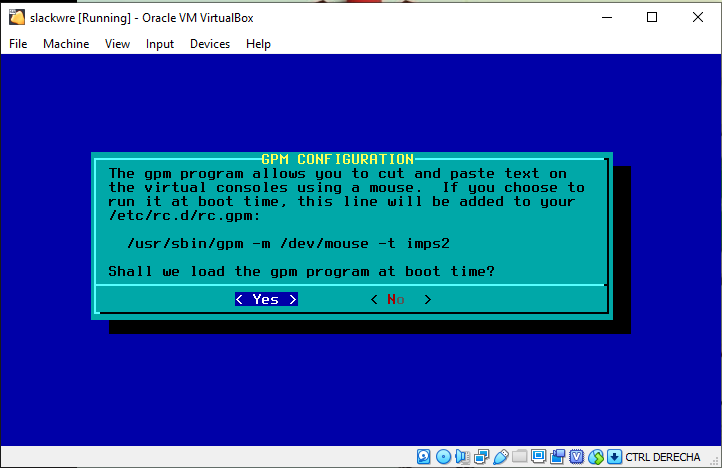 slackwre [Running] - Oracle VM VirtualBox
File Machine View Input Devices Help
GPM CONFIGURATION
The gpm program allows you to cut and paste text on
the virtual consoles using a mouse.  If you choose to
run it at boot time, this line will be added to your
/etc/rc.d/rc.gpm:
/usr/sbin/gpm -m /dev/mouse -t imps2
Shall we load the gpm program at boot time?
< Yes > < No >
CTRL DERECHA